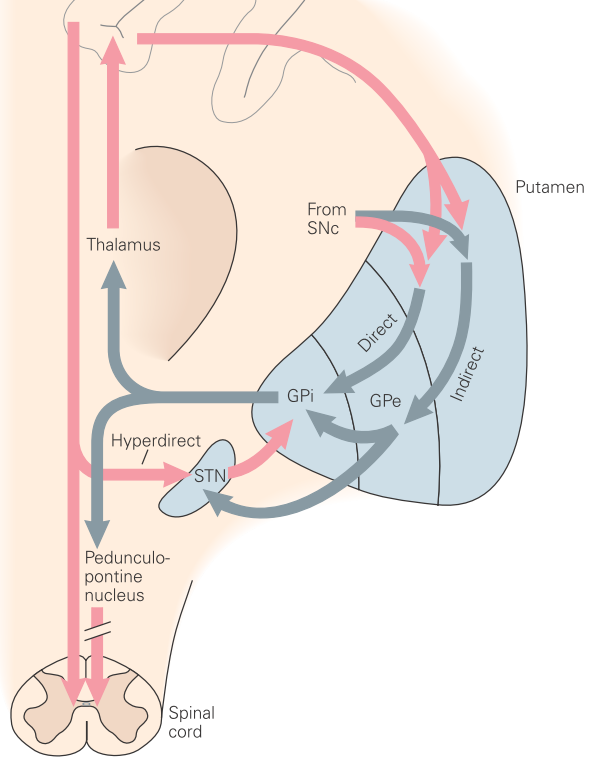 Putamen
From
SNc
Thalamus
Direct
Indirect
GPi
GPe
Hyperdirect
STN
Pedunculo-
pontine
nucleus
Spinal
cord